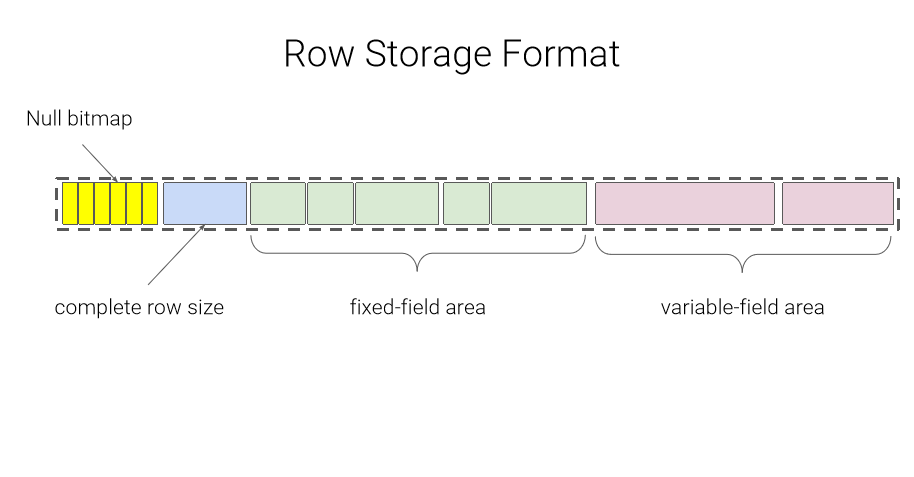 Row Storage Format
Null bitmap
complete row size
fixed-field area
variable-field area